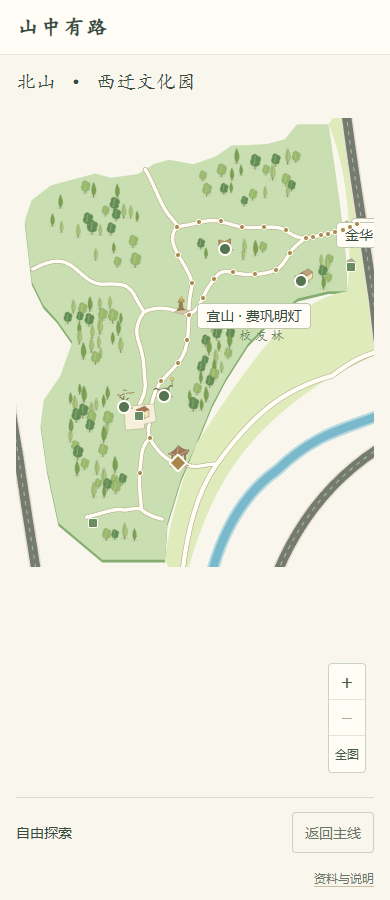 山中有路
北山 • 西迁文化园
金华
宜山 · 费巩明灯
校友林
+
−
全图
自由探索
返回主线
资料与说明